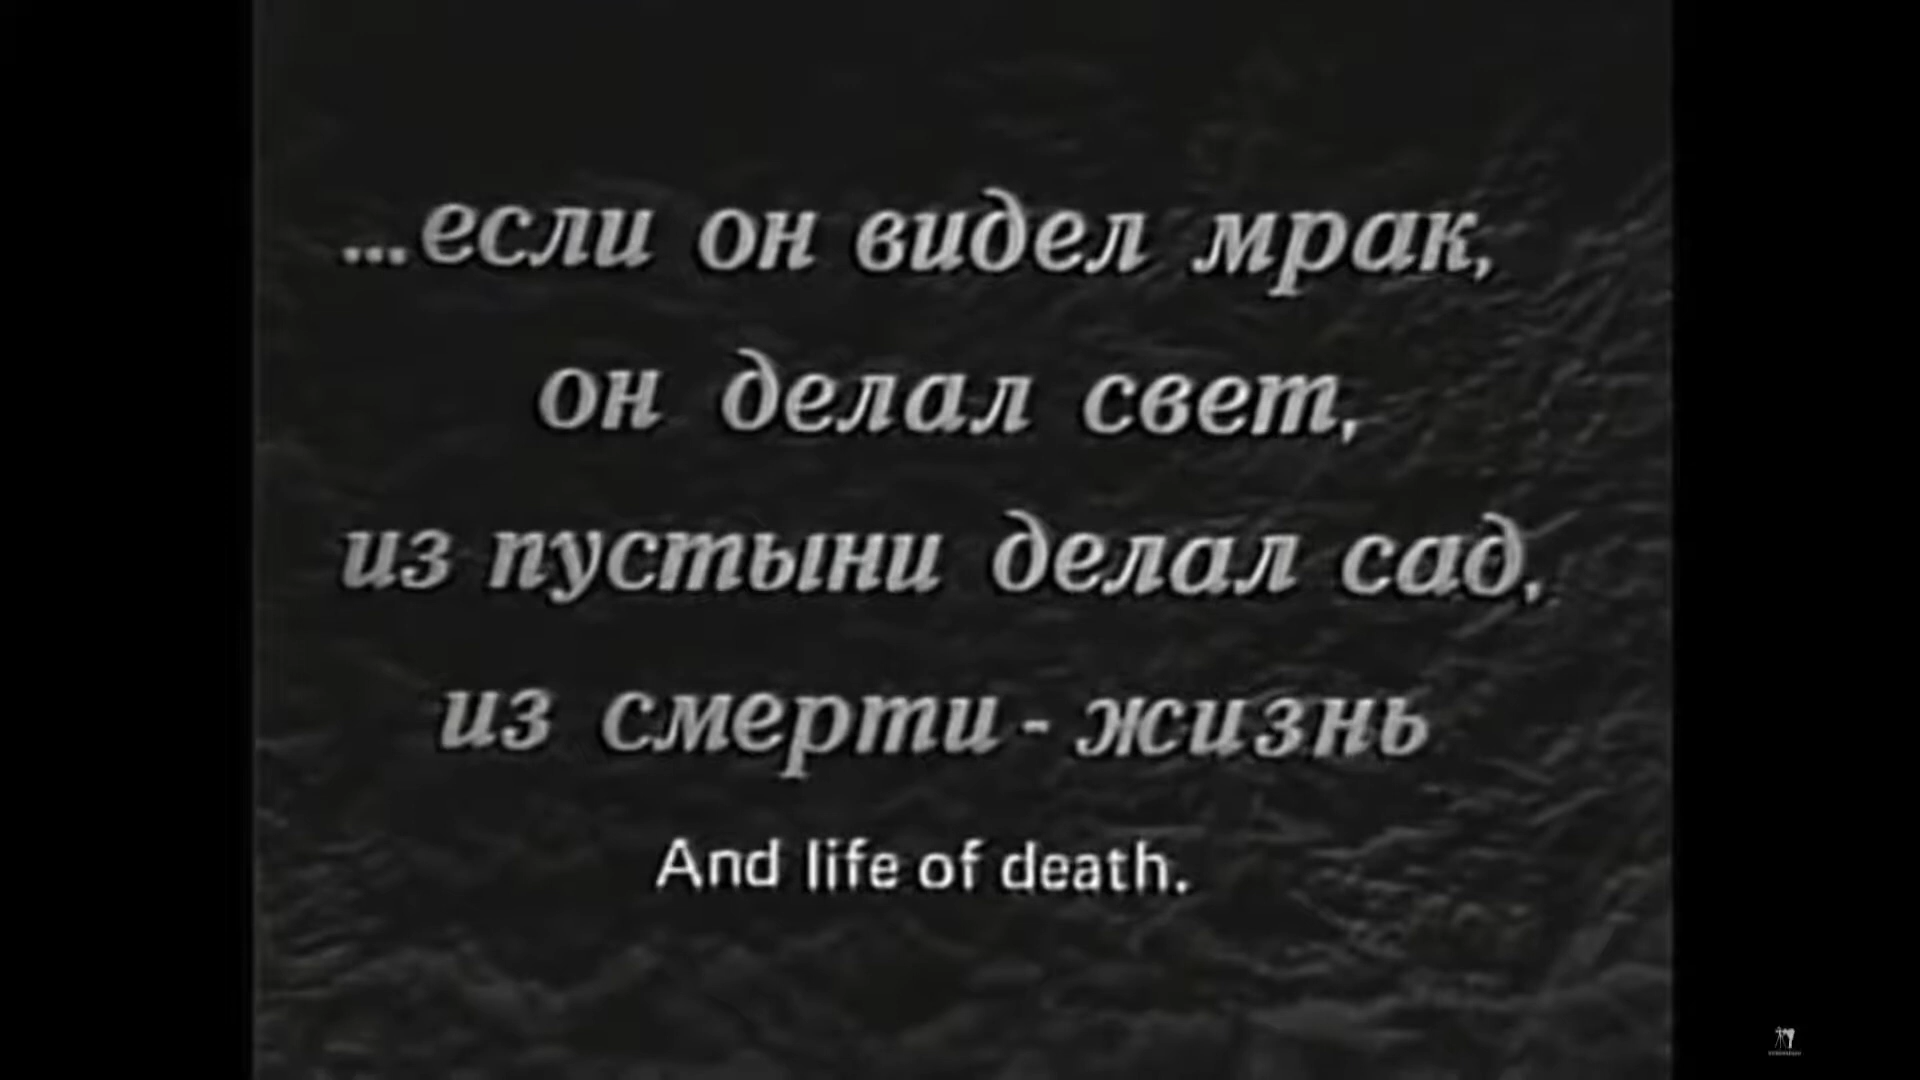 ...если он видел мрак,
он делал свет,
из пустыни делал сад,
из смерти - жизнь
And life of death.